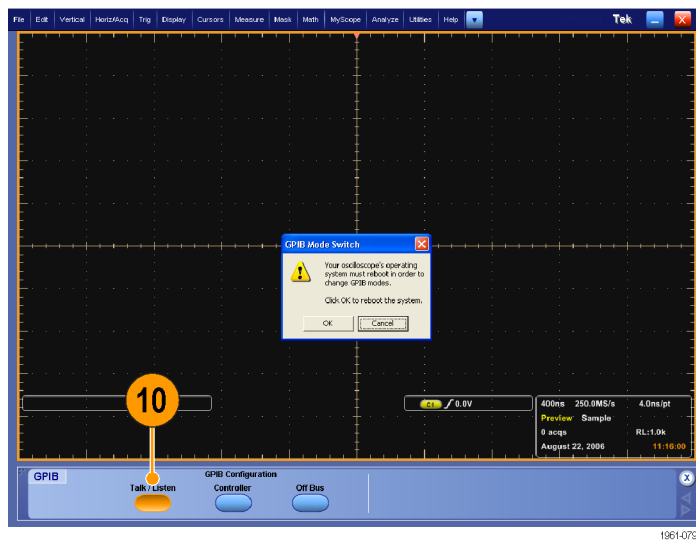 File Edit Vertical Horiz/Acq Trig Display Cursors Measure Mask Math MyScope Analyze Utilities Help Tek
GPIB Mode Switch
Your oscilloscope's operating
system must reboot in order to
change GPIB modes.
Click OK to reboot the system.
OK Cancel
10
C1 0.0V
400ns 250.0MS/s 4.0ns/pt
Preview Sample
0 acqs RL:1.0k
August 22, 2006 11:16:00
GPIB
GPIB Configuration
Talk / Listen Controller Off Bus
X
1961-079